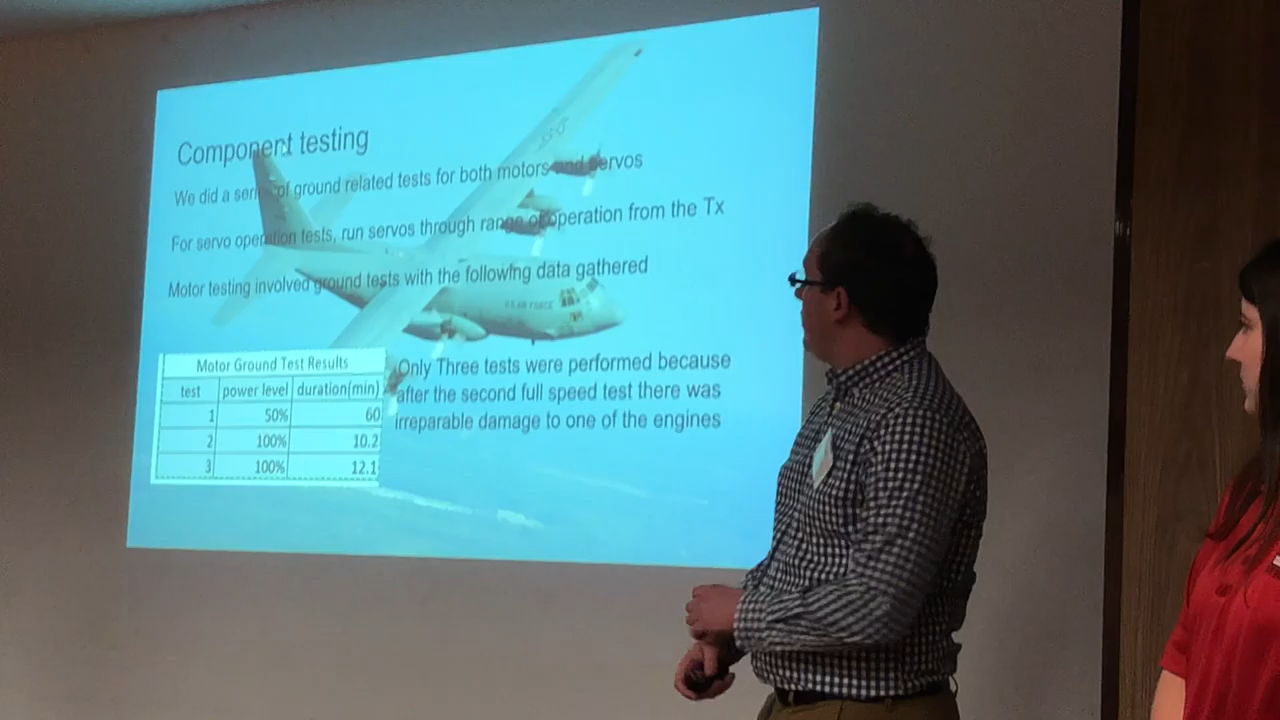 Component testing
We did a series of ground related tests for both motors and servos
For servo operation tests, run servos through range of operation from the Tx
Motor testing involved ground tests with the following data gathered
U.S. AIR FORCE
Motor Ground Test Results
test power level duration(min)
1 50% 60
2 100% 10.2
3 100% 12.1
Only Three tests were performed because
after the second full speed test there was
irreparable damage to one of the engines